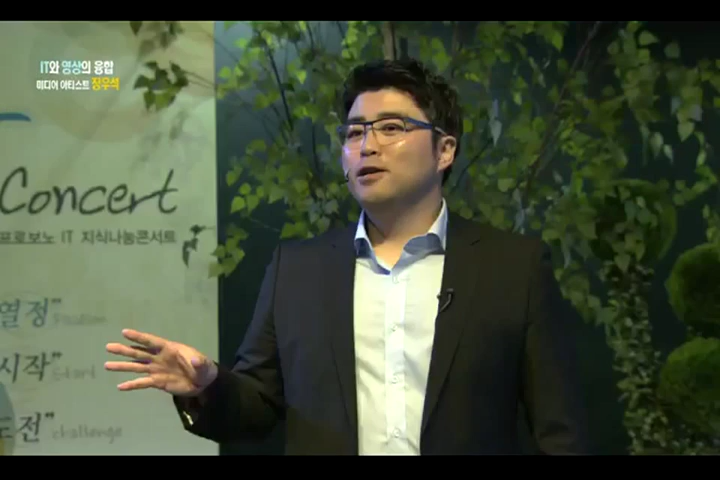 IT와 영상의 융합
미디어 아티스트 장우석
Concert
프로보노 IT 지식나눔콘서트
열정"
시작" Start
도전" challenge